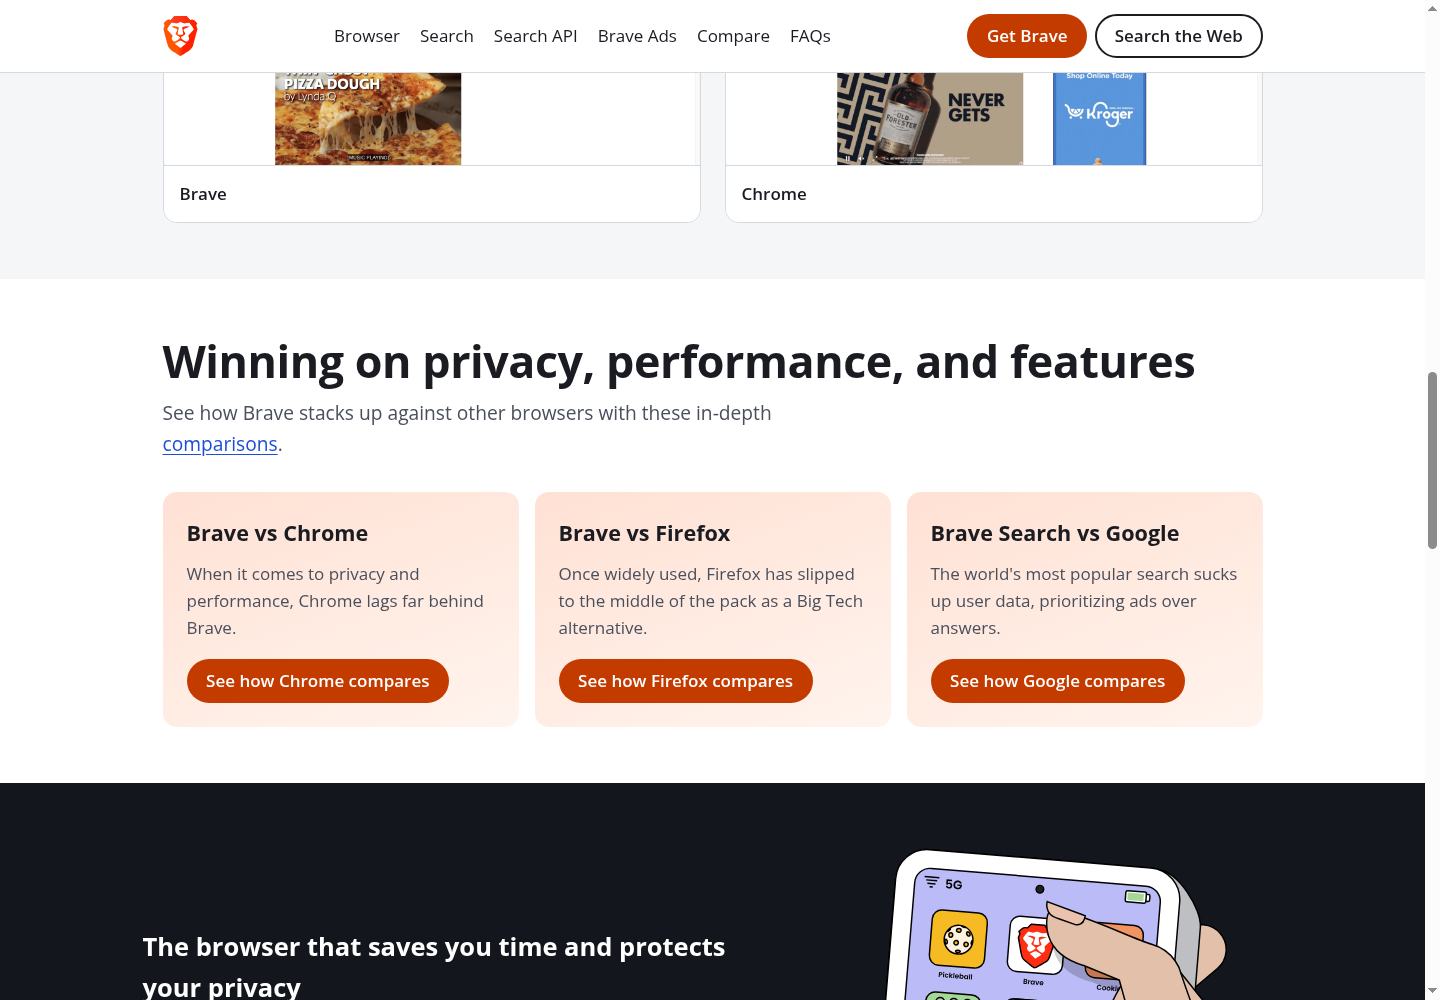 Browser Search Search API Brave Ads Compare FAQs Get Brave Search the Web
PIZZA DOUGH
by Lynda Q
MUSIC PLAYING
Brave
OLD
FORESTER
NEVER
GETS
Shop Online Today
Kroger
Chrome
Winning on privacy, performance, and features
See how Brave stacks up against other browsers with these in-depth
comparisons.
Brave vs Chrome
When it comes to privacy and
performance, Chrome lags far behind
Brave.
See how Chrome compares
Brave vs Firefox
Once widely used, Firefox has slipped
to the middle of the pack as a Big Tech
alternative.
See how Firefox compares
Brave Search vs Google
The world's most popular search sucks
up user data, prioritizing ads over
answers.
See how Google compares
The browser that saves you time and protects
your privacy
5G
Pickleball
Brave